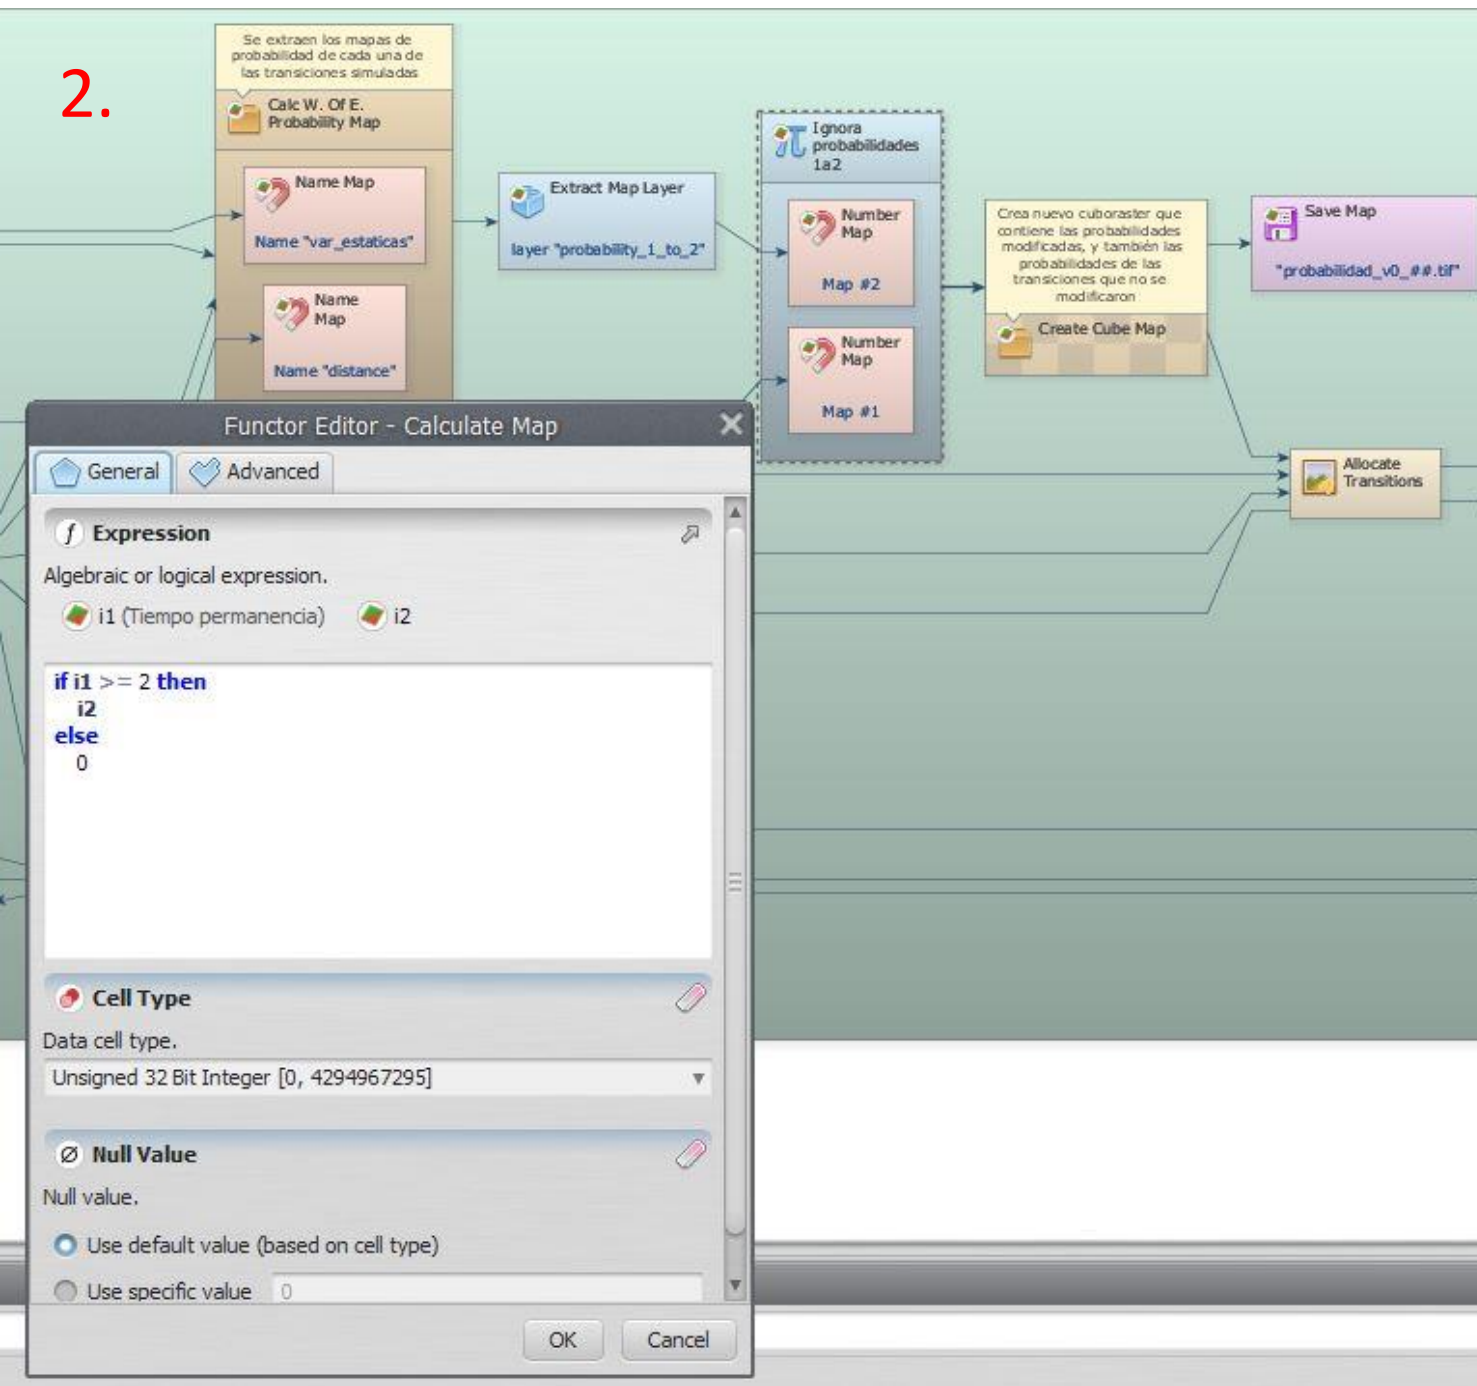 2.
Se extraen los mapas de
probabilidad de cada una de
las transiciones simuladas
Calc W. Of E.
Probability Map
Name Map
Name "var_estaticas"
Name
Map
Name "distance"
Extract Map Layer
layer "probability_1_to_2"
Ignora
probabilidades
1a2
Number
Map
Map #2
Number
Map
Map #1
Crea nuevo cuboraster que
contiene las probabilidades
modificadas, y también las
probabilidades de las
transiciones que no se
modificaron
Create Cube Map
Save Map
"probabilidad_v0_##.tif"
Allocate
Transitions
Functor Editor - Calculate Map
General
Advanced
Expression
Algebraic or logical expression.
i1 (Tiempo permanencia) i2
if i1 >= 2 then
i2
else
0
Cell Type
Data cell type.
Unsigned 32 Bit Integer [0, 4294967295]
Null Value
Null value.
Use default value (based on cell type)
Use specific value 0
OK Cancel